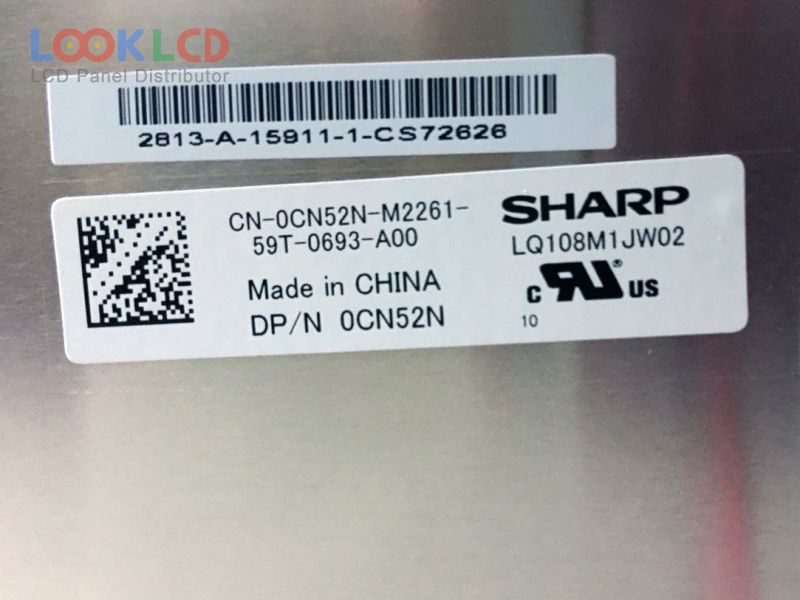 LOOKLCD
LCD Panel Distributor
2813-A-15911-1-CS72626
CN-0CN52N-M2261-
59T-0693-A00
Made in CHINA
DP/N 0CN52N
SHARP
LQ108M1JW02
c RU® US
10